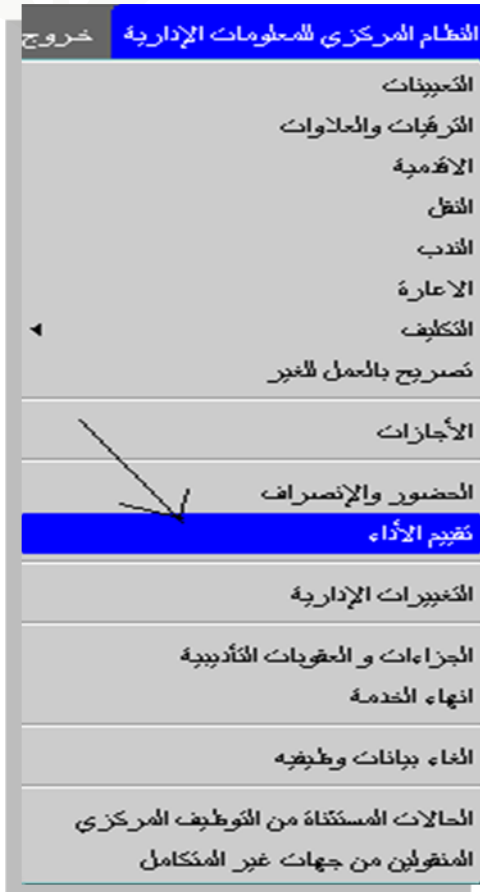 النظام المركزي للمعلومات الإدارية خروج
التعيينات
الترقيات والعلاوات
الاقدمية
النقل
الندب
الاعارة
التكليف
تصريح بالعمل للغير
الأجازات
الحضور والإنصراف
تقييم الأداء
التغييرات الإدارية
الجزاءات و العقوبات التأديبية
انهاء الخدمة
الغاء بيانات وظيفيه
الحالات المستثناة من التوظيف المركزي
المنقولين من جهات غير المتكامل